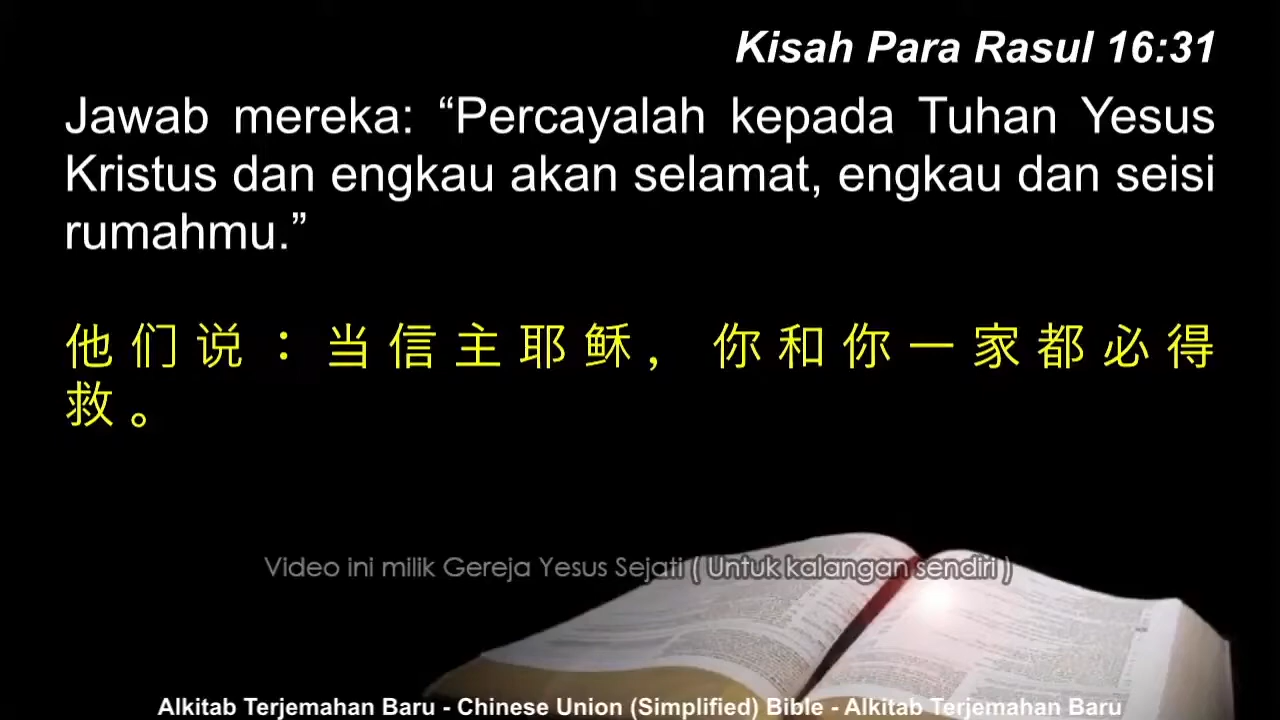 Kisah Para Rasul 16:31
Jawab mereka: “Percayalah kepada Tuhan Yesus
Kristus dan engkau akan selamat, engkau dan seisi
rumahmu.”
他们说：当信主耶稣，你和你一家都必得
救。
Video ini milik Gereja Yesus Sejati ( Untuk kalangan sendiri )
Alkitab Terjemahan Baru - Chinese Union (Simplified) Bible - Alkitab Terjemahan Baru